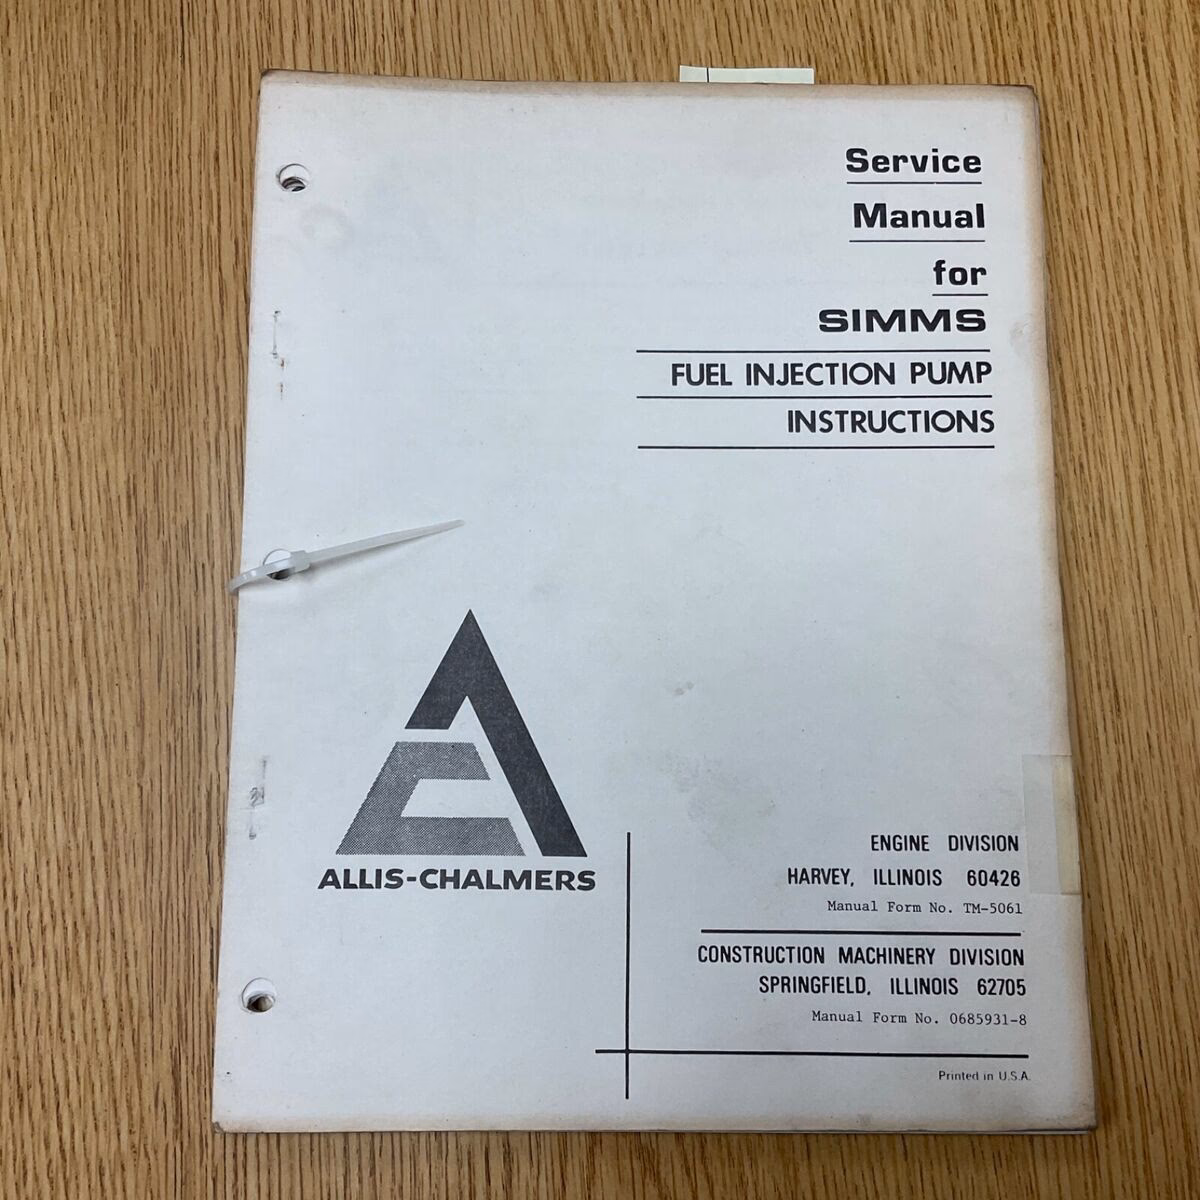 Service
Manual
for
SIMMS
FUEL INJECTION PUMP
INSTRUCTIONS
ALLIS-CHALMERS
ENGINE DIVISION
HARVEY, ILLINOIS 60426
Manual Form No. TM-5061
CONSTRUCTION MACHINERY DIVISION
SPRINGFIELD, ILLINOIS 62705
Manual Form No. 0685931-8
Printed in U.S.A.